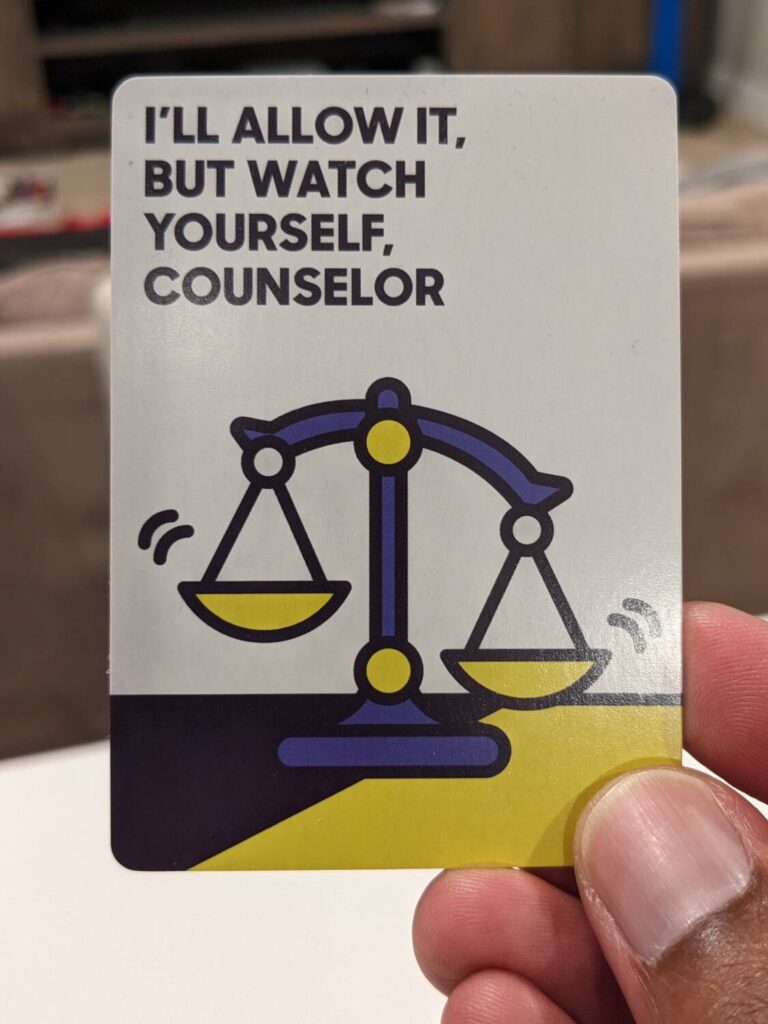 I'LL ALLOW IT,
BUT WATCH
YOURSELF,
COUNSELOR